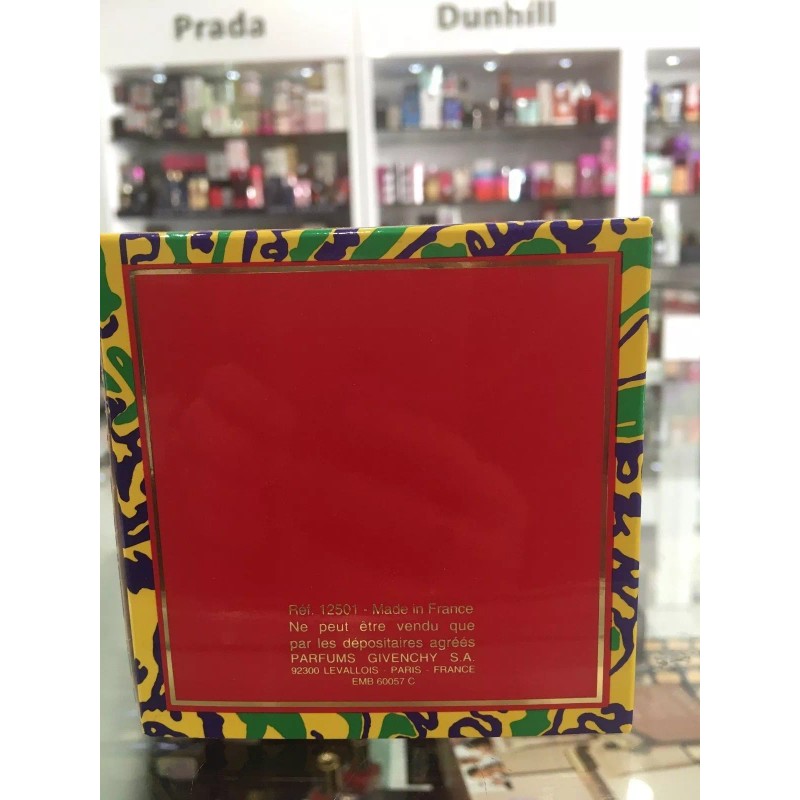 Prada
Dunhill
Réf. 12501 - Made in France
Ne peut être vendu que
par les dépositaires agréés
PARFUMS GIVENCHY S.A.
92300 LEVALLOIS - PARIS - FRANCE
EMB 60057 C